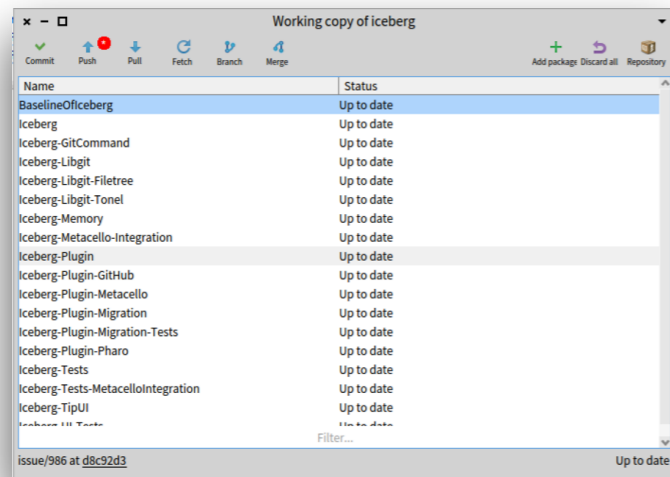 Working copy of iceberg
Commit Push Pull Fetch Branch Merge Add package Discard all Repository
Name Status
BaselineOfIceberg Up to date
Iceberg Up to date
Iceberg-GitCommand Up to date
Iceberg-Libgit Up to date
Iceberg-Libgit-Filetree Up to date
Iceberg-Libgit-Tonel Up to date
Iceberg-Memory Up to date
Iceberg-Metacello-Integration Up to date
Iceberg-Plugin Up to date
Iceberg-Plugin-GitHub Up to date
Iceberg-Plugin-Metacello Up to date
Iceberg-Plugin-Migration Up to date
Iceberg-Plugin-Migration-Tests Up to date
Iceberg-Plugin-Pharo Up to date
Iceberg-Tests Up to date
Iceberg-Tests-MetacelloIntegration Up to date
Iceberg-TipUI Up to date
Iceberg-UI-Tests Up to date
Filter...
issue/986 at d8c92d3 Up to date